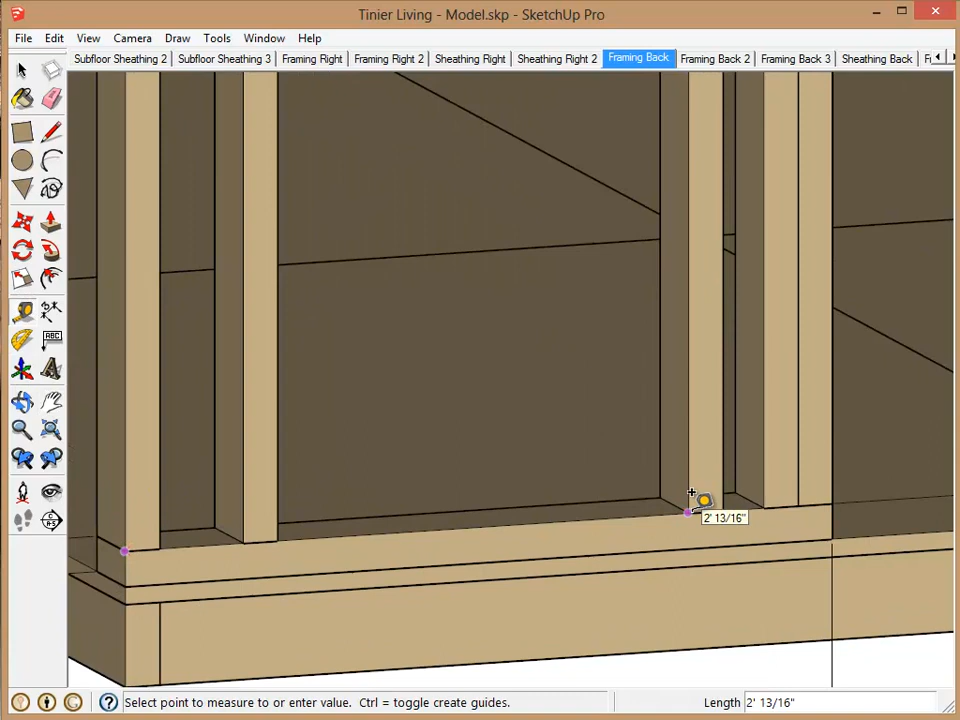 Tinier Living - Model.skp - SketchUp Pro
File Edit View Camera Draw Tools Window Help
Subfloor Sheathing 2 Subfloor Sheathing 3 Framing Right Framing Right 2 Sheathing Right Sheathing Right 2 Framing Back Framing Back 2 Framing Back 3 Sheathing Back
ABC
A
2' 13/16"
Select point to measure to or enter value. Ctrl = toggle create guides.
Length 2' 13/16"